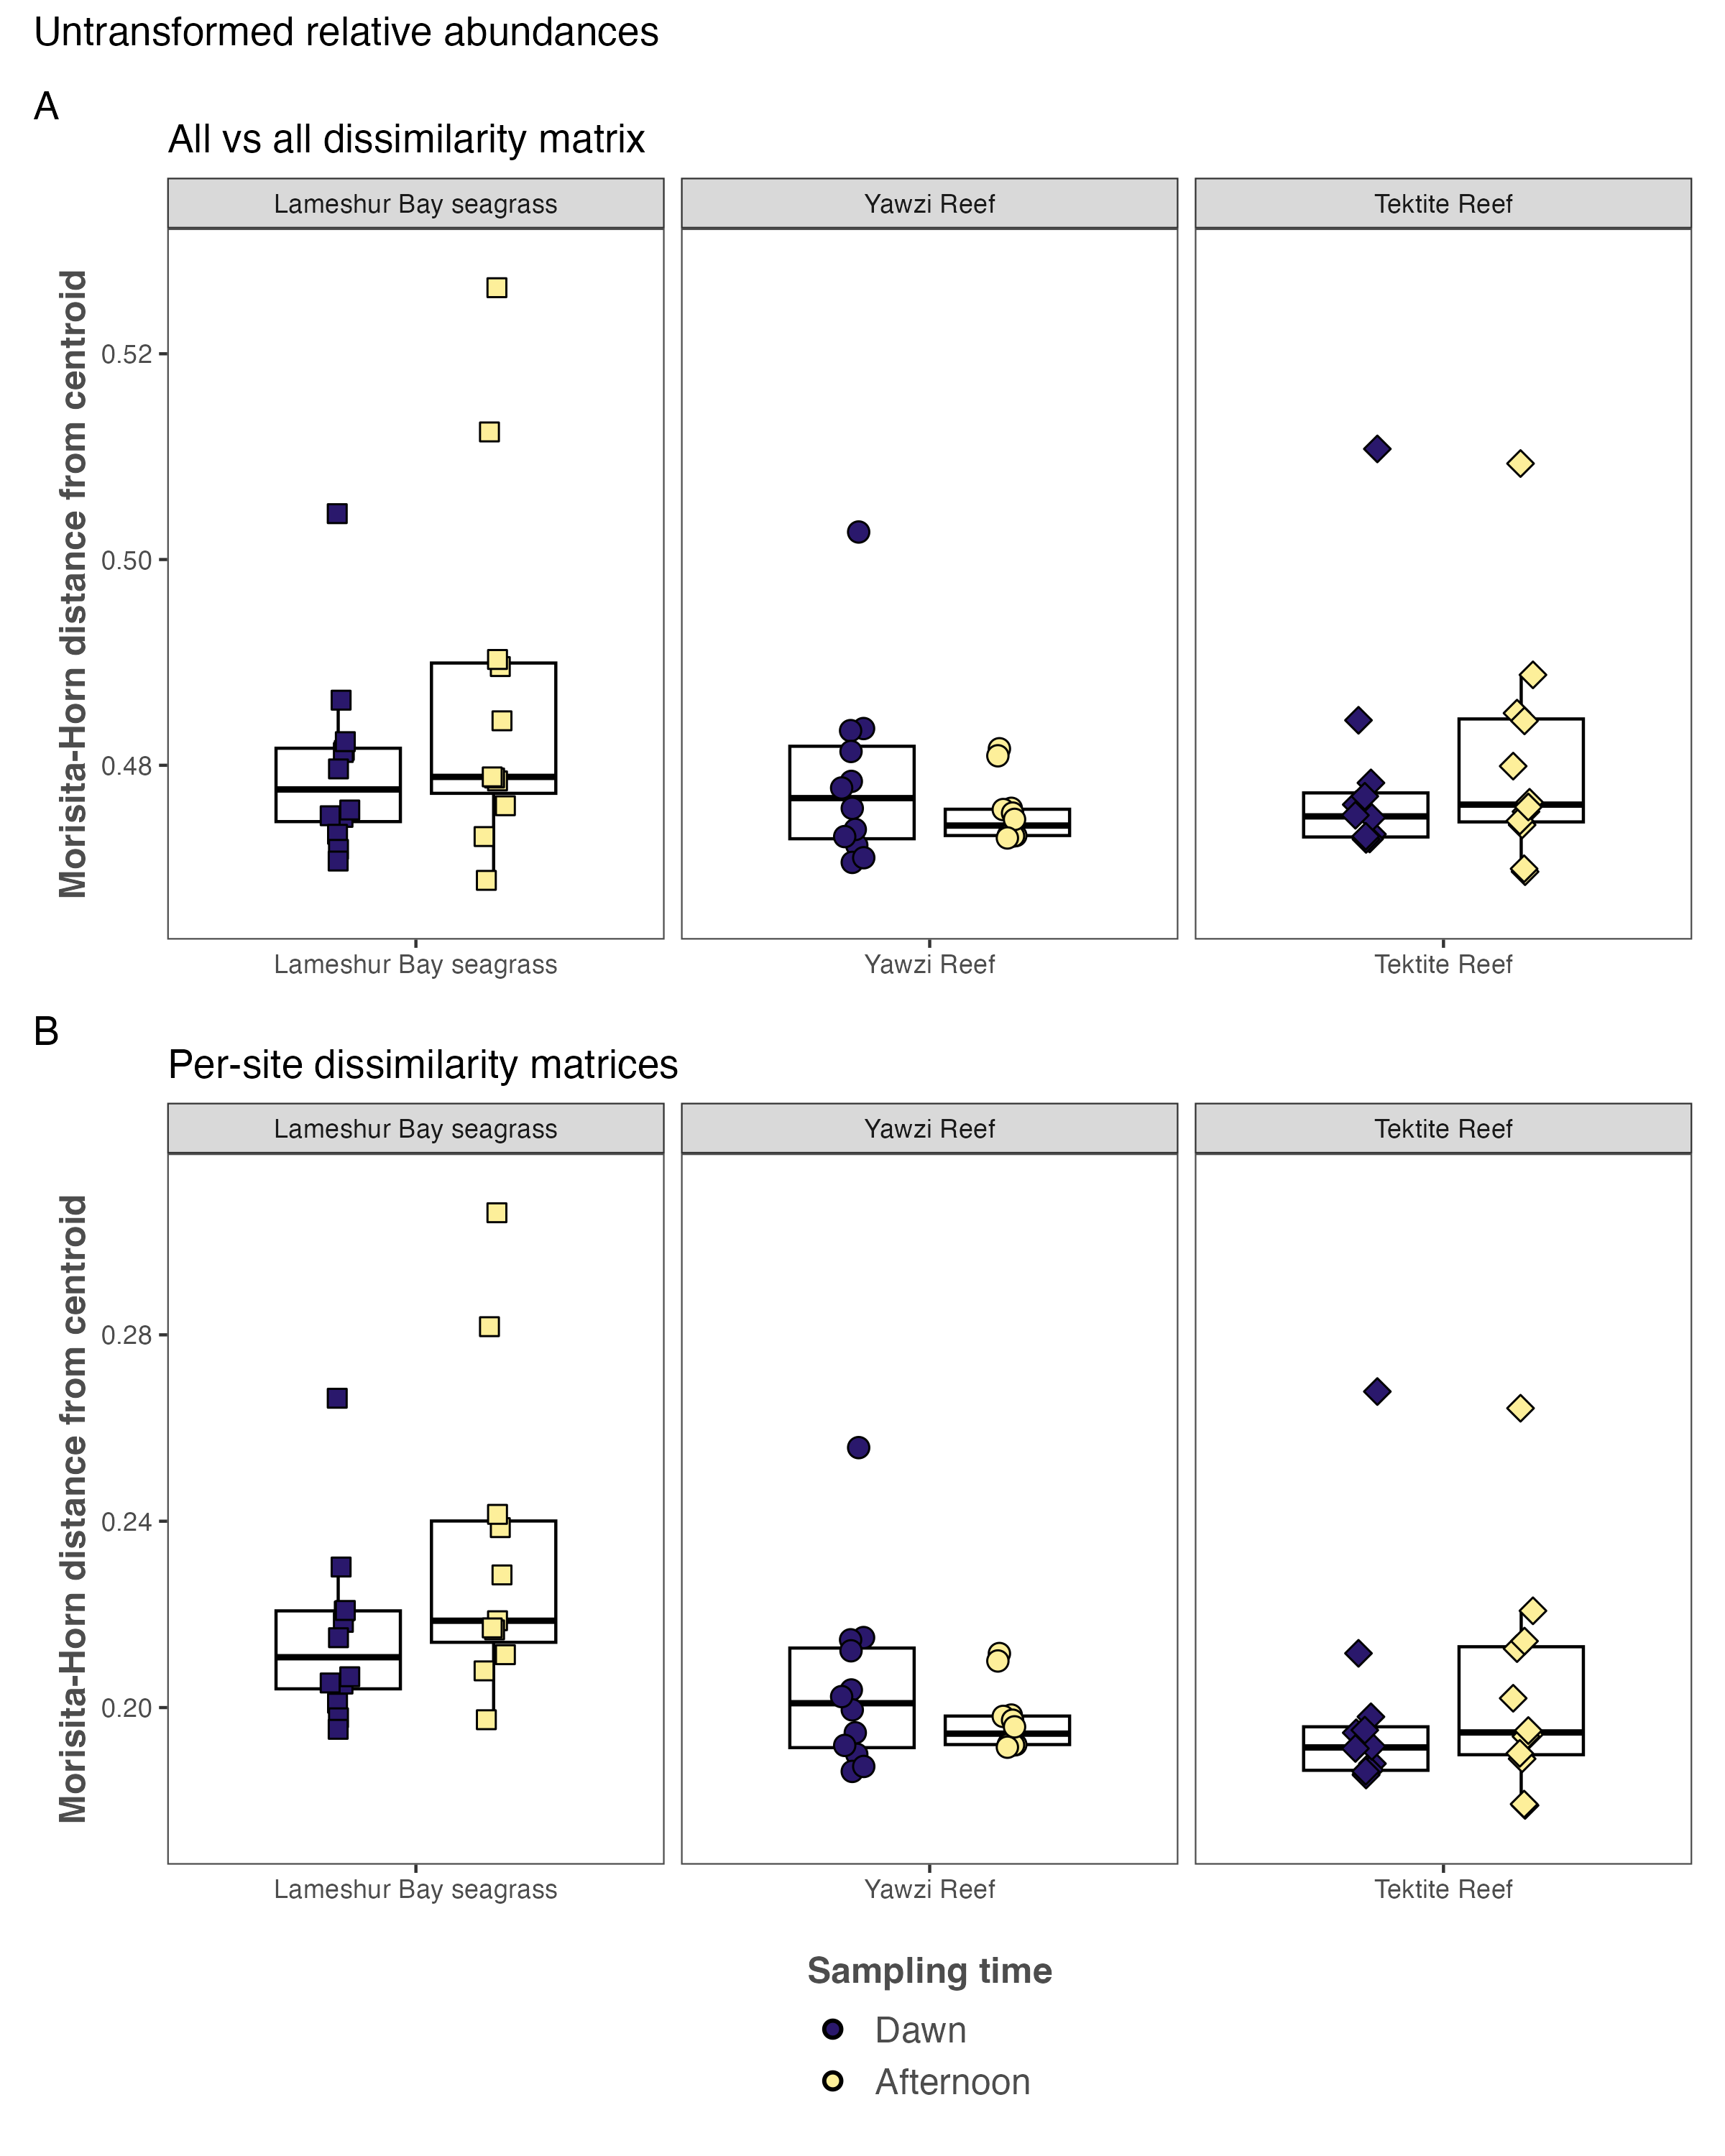 Untransformed relative abundances
A
All vs all dissimilarity matrix
Lameshur Bay seagrass
Yawzi Reef
Tektite Reef
Morisita-Horn distance from centroid
0.52
0.50
0.48
Lameshur Bay seagrass
Yawzi Reef
Tektite Reef
B
Per-site dissimilarity matrices
Lameshur Bay seagrass
Yawzi Reef
Tektite Reef
Morisita-Horn distance from centroid
0.28
0.24
0.20
Lameshur Bay seagrass
Yawzi Reef
Tektite Reef
Sampling time
Dawn
Afternoon